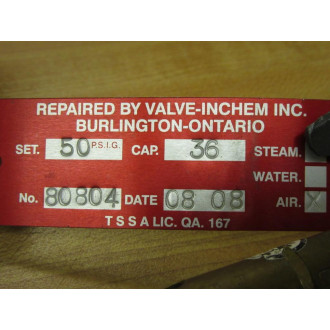 REPAIRED BY VALVE-INCHEM INC.
BURLINGTON-ONTARIO
SET. 50 P.S.I.G. CAP. 36 STEAM.
WATER.
No. 80804 DATE 08 08 AIR.
T S S A LIC. QA. 167